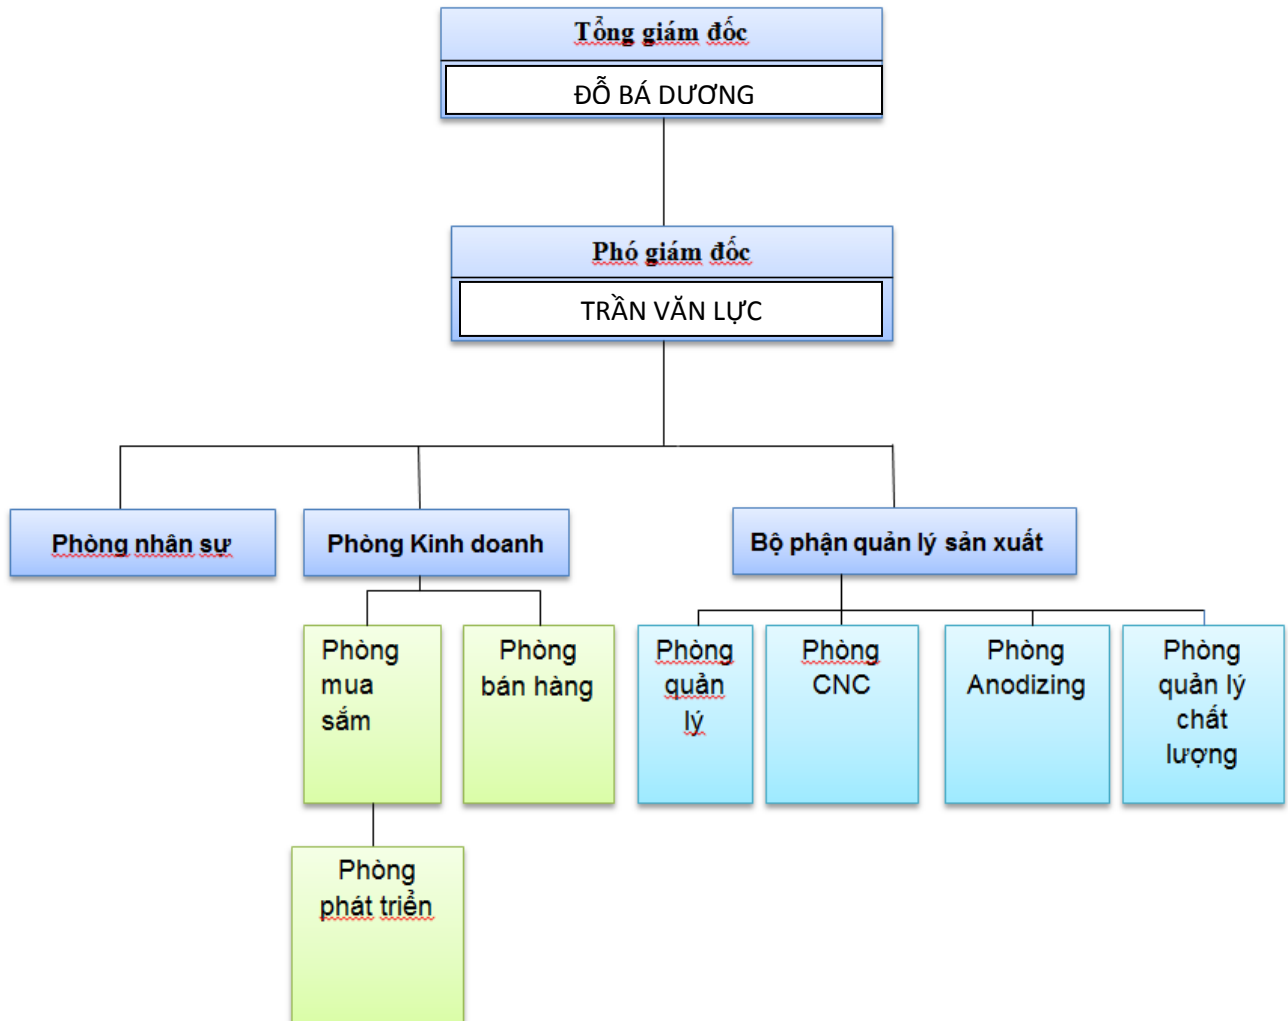 Tổng giám đốc
ĐỖ BÁ DƯƠNG
Phó giám đốc
TRẦN VĂN LỰC
Phòng nhân sự
Phòng Kinh doanh
Bộ phận quản lý sản xuất
Phòng
mua
sắm
Phòng
bán hàng
Phòng
quản
lý
Phòng
CNC
Phòng
Anodizing
Phòng
quản lý
chất
lượng
Phòng
phát triển